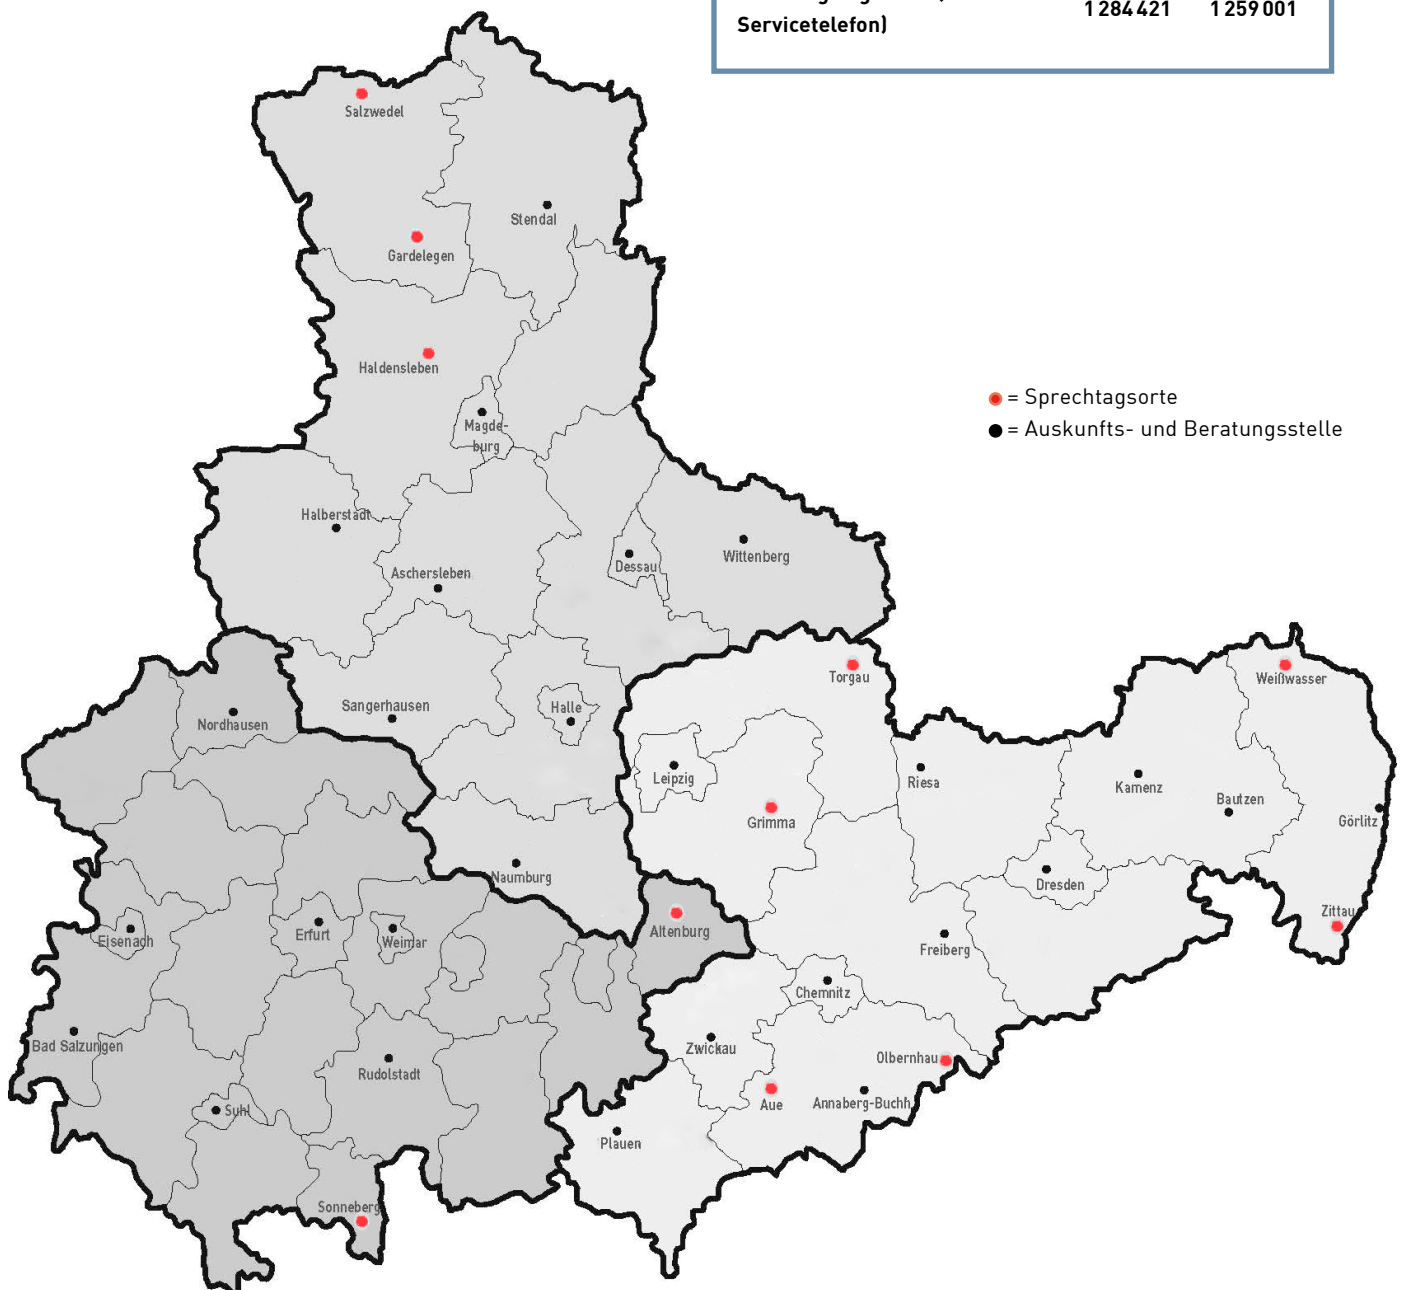 1 284 421 1 259 001
Servicetelefon)
Salzwedel
Stendal
Gardelegen
Haldensleben
= Sprechtagsorte
= Auskunfts- und Beratungsstelle
Magde-
burg
Halberstadt
Wittenberg
Dessau
Aschersleben
Torgau
Weißwasser
Sangerhausen
Halle
Nordhausen
Leipzig
Riesa
Kamenz
Bautzen
Grimma
Görlitz
Naumburg
Dresden
Zittau
Altenburg
Erfurt
Weimar
Eisenach
Freiberg
Chemnitz
Bad Salzungen
Zwickau
Olbernhau
Rudolstadt
Suhl
Aue
Annaberg-Buchh.
Plauen
Sonneberg